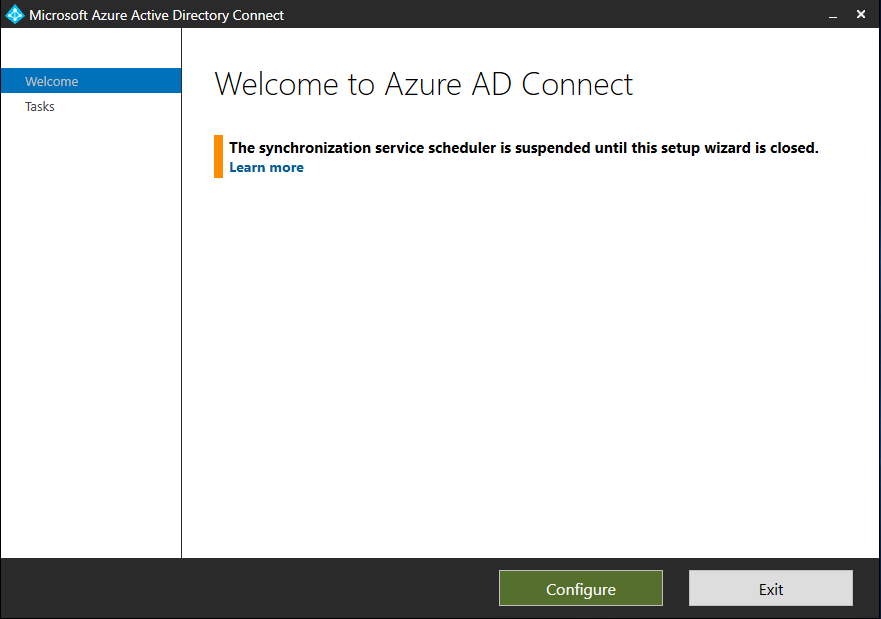 Microsoft Azure Active Directory Connect
Welcome
Tasks
Welcome to Azure AD Connect
The synchronization service scheduler is suspended until this setup wizard is closed.
Learn more
Configure
Exit